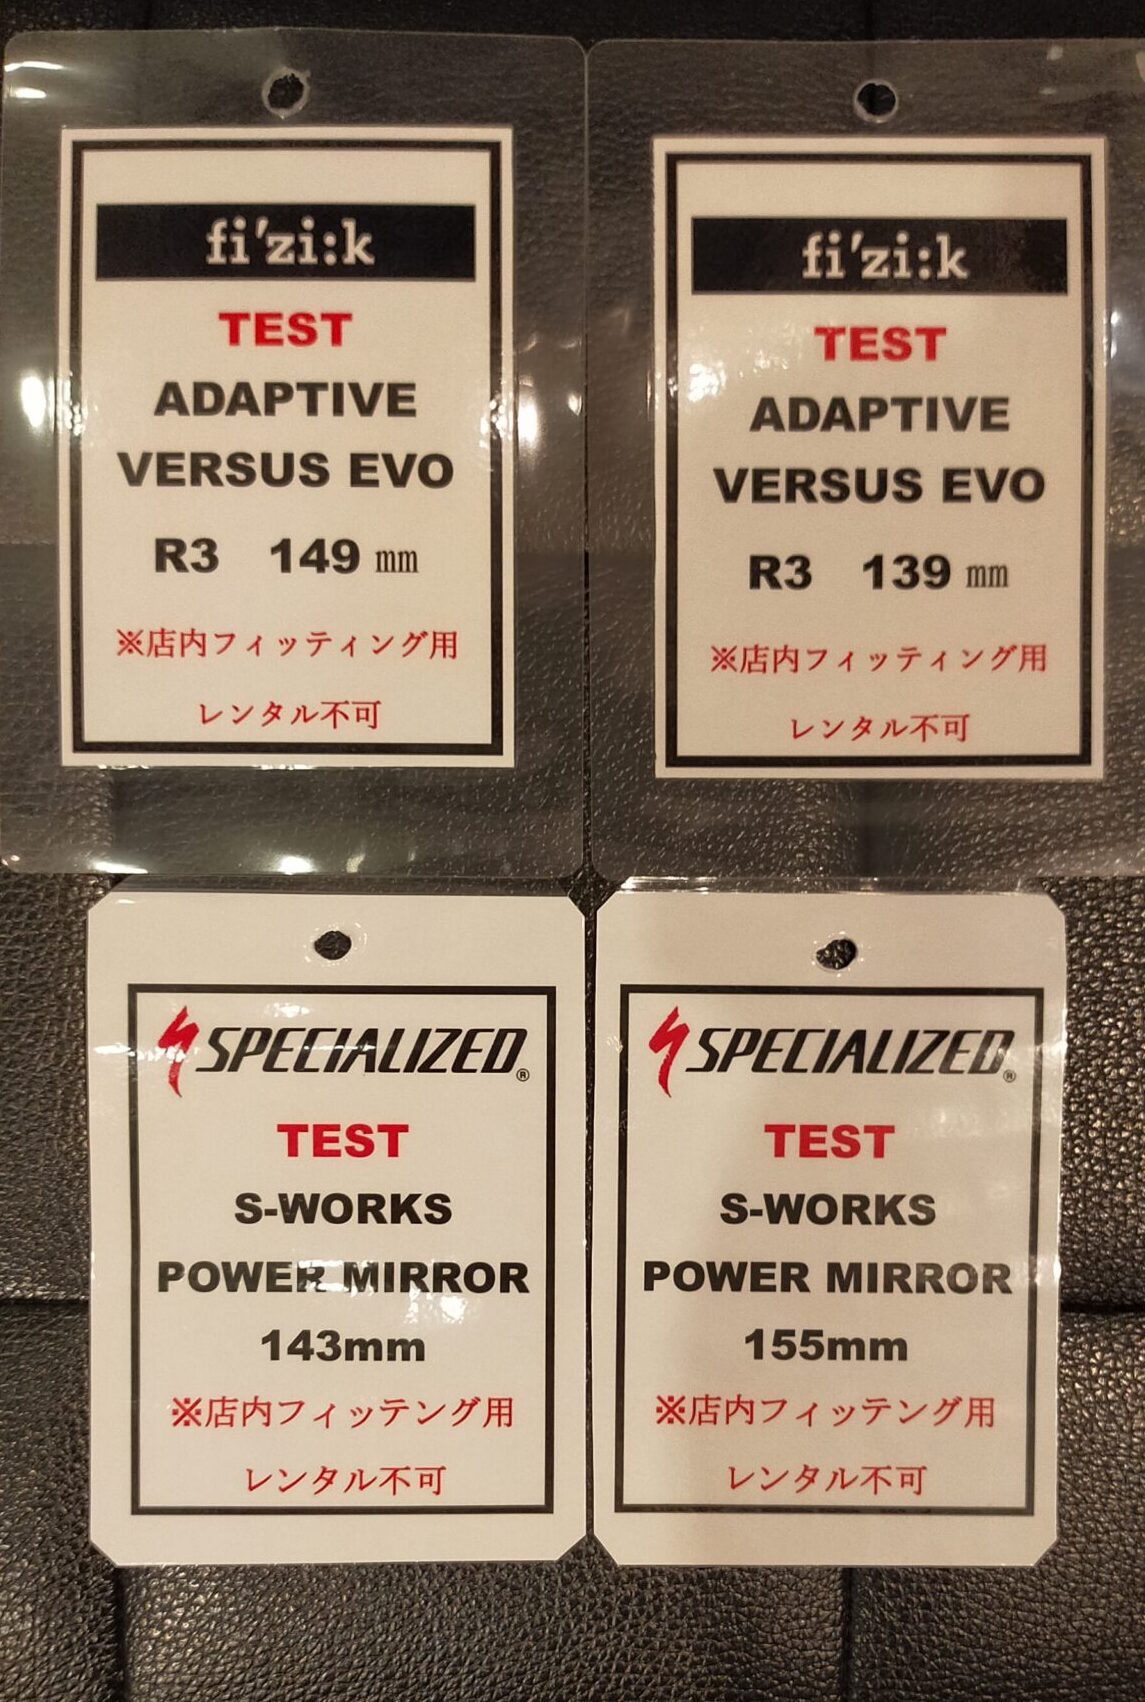 fi'zi:k
TEST
ADAPTIVE
VERSUS EVO
R3 149 ㎜
※店内フィッティング用
レンタル不可
fi'zi:k
TEST
ADAPTIVE
VERSUS EVO
R3 139 ㎜
※店内フィッティング用
レンタル不可
SPECIALIZED®
TEST
S-WORKS
POWER MIRROR
143mm
※店内フィッテング用
レンタル不可
SPECIALIZED®
TEST
S-WORKS
POWER MIRROR
155mm
※店内フィッテング用
レンタル不可